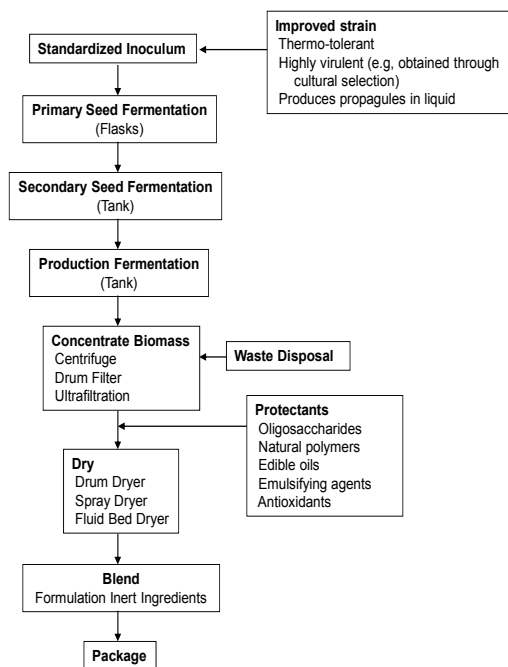 Standardized Inoculum
Improved strain
Thermo-tolerant
Highly virulent (e.g, obtained through
cultural selection)
Produces propagules in liquid
Primary Seed Fermentation
(Flasks)
Secondary Seed Fermentation
(Tank)
Production Fermentation
(Tank)
Concentrate Biomass
Centrifuge
Drum Filter
Ultrafiltration
Waste Disposal
Protectants
Oligosaccharides
Natural polymers
Edible oils
Emulsifying agents
Antioxidants
Dry
Drum Dryer
Spray Dryer
Fluid Bed Dryer
Blend
Formulation Inert Ingredients
Package